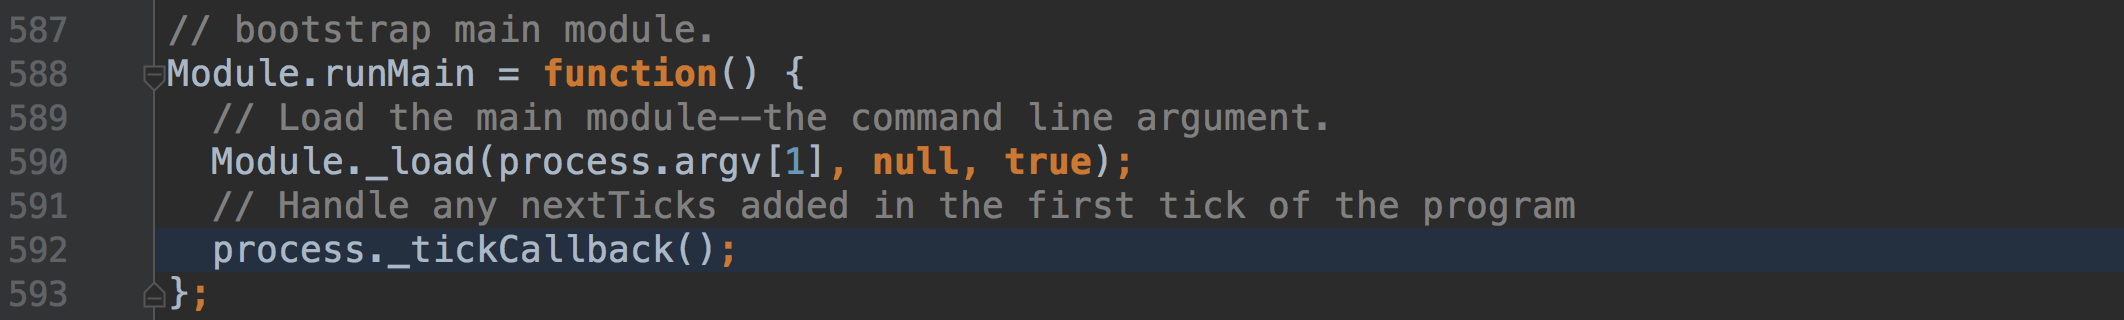 587 // bootstrap main module.
588 Module.runMain = function() {
589   // Load the main module--the command line argument.
590   Module._load(process.argv[1], null, true);
591   // Handle any nextTicks added in the first tick of the program
592   process._tickCallback();
593 };